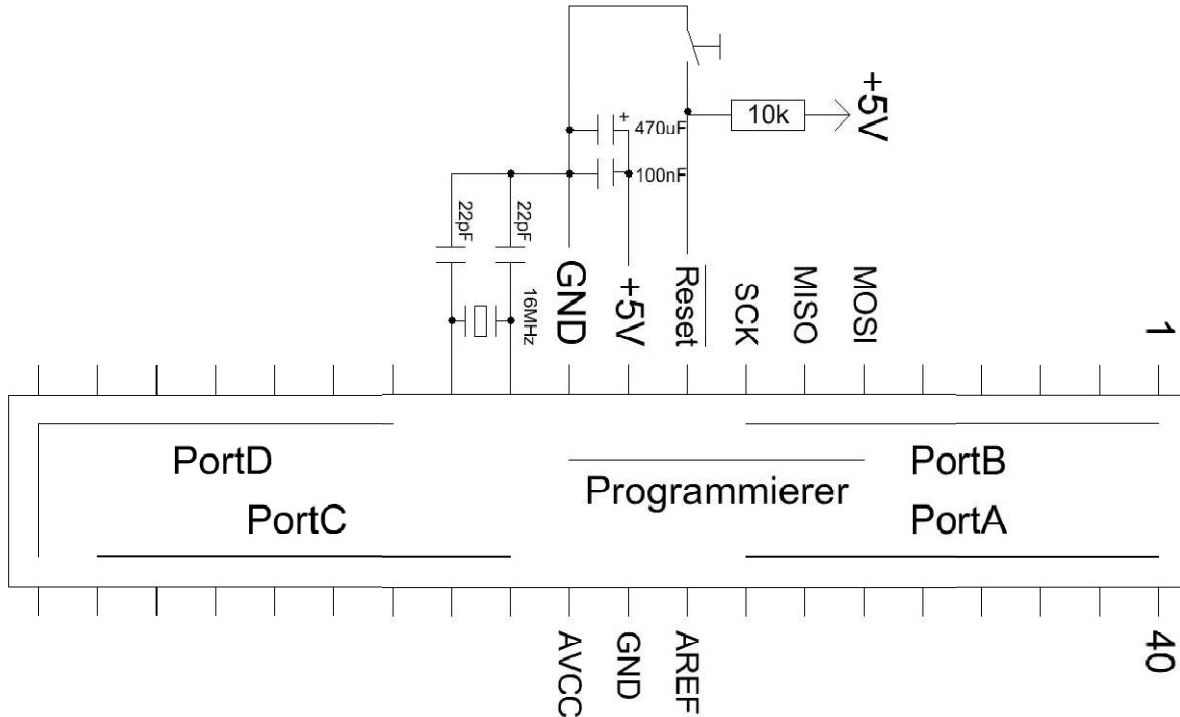 +5V
10k
470uF
+
100nF
22pF
22pF
16MHz
GND
+5V
Reset
SCK
MISO
MOSI
1
PortD
PortB
Programmierer
PortC
PortA
AVCC
GND
AREF
40